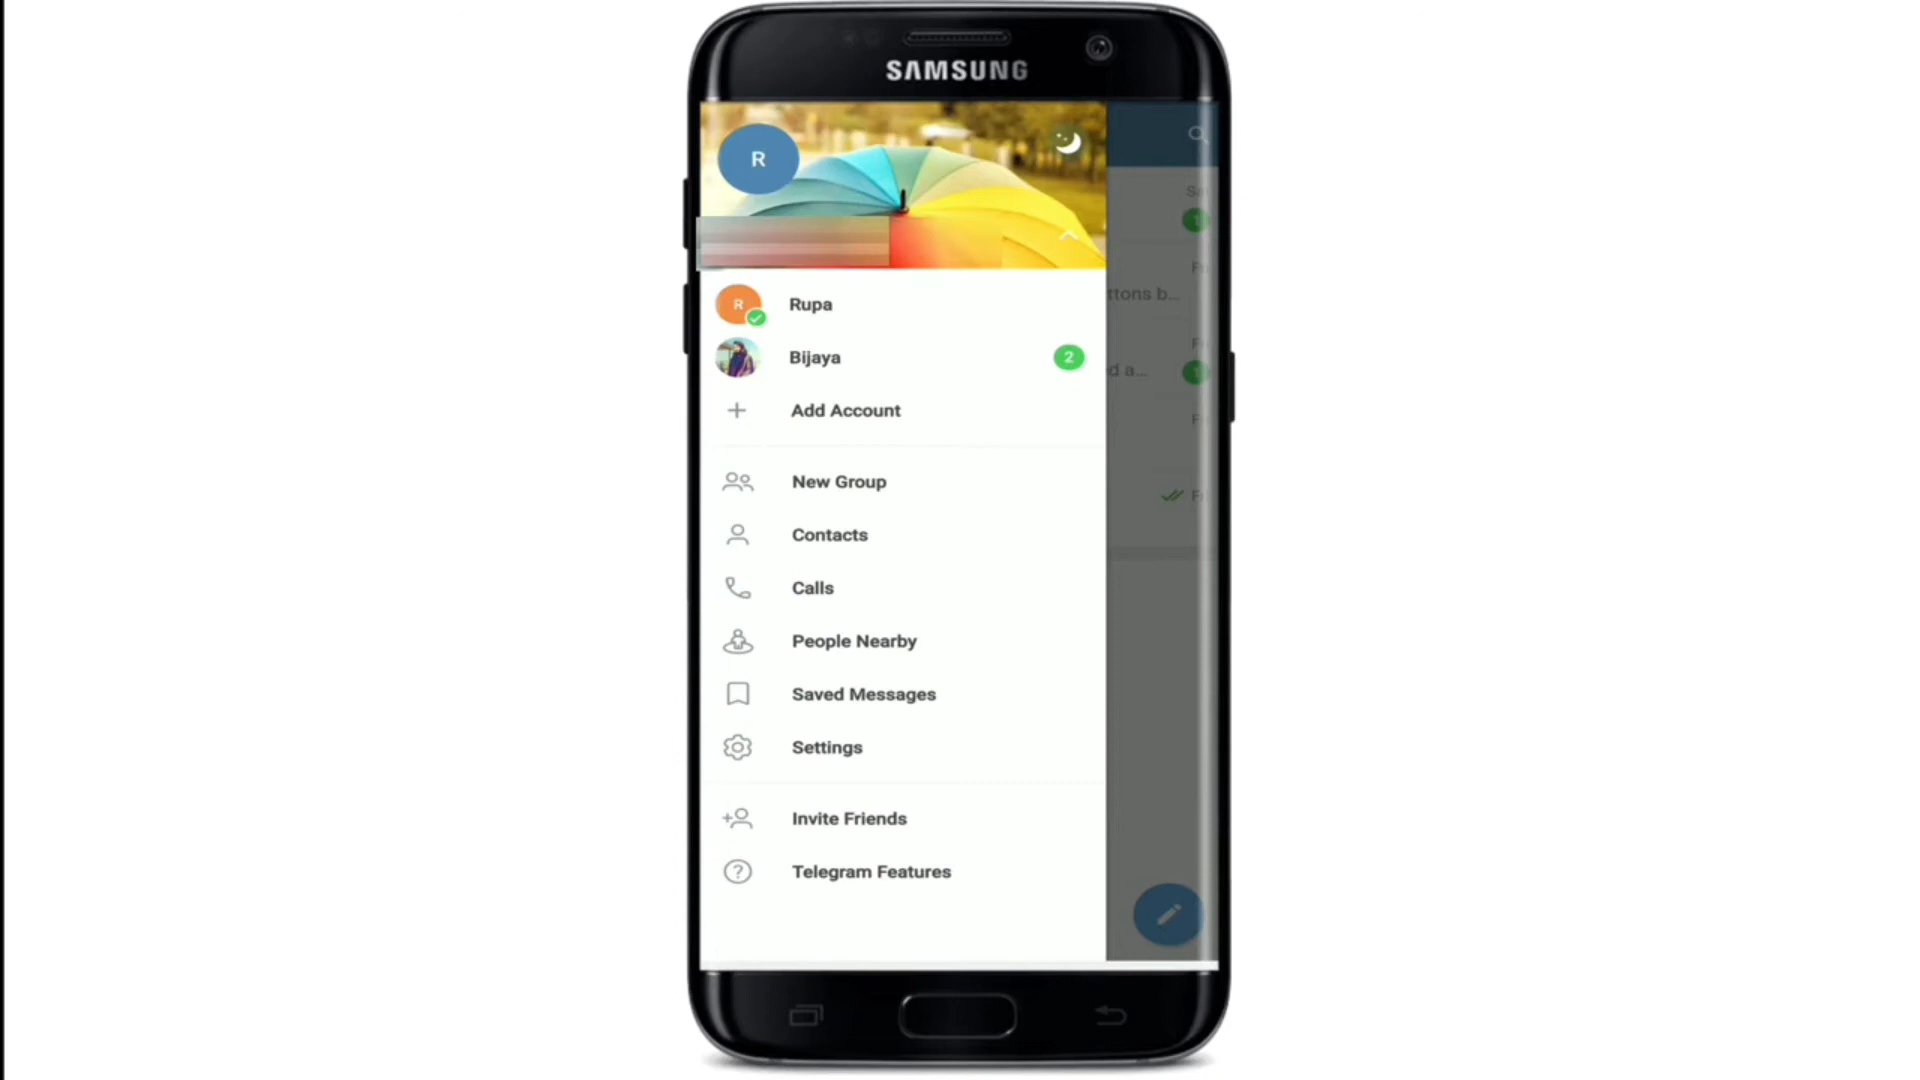 SAMSUNG
R
R
Rupa
Bijaya
2
Add Account
New Group
Contacts
Calls
People Nearby
Saved Messages
Settings
Invite Friends
Telegram Features
ttons b...
d a...